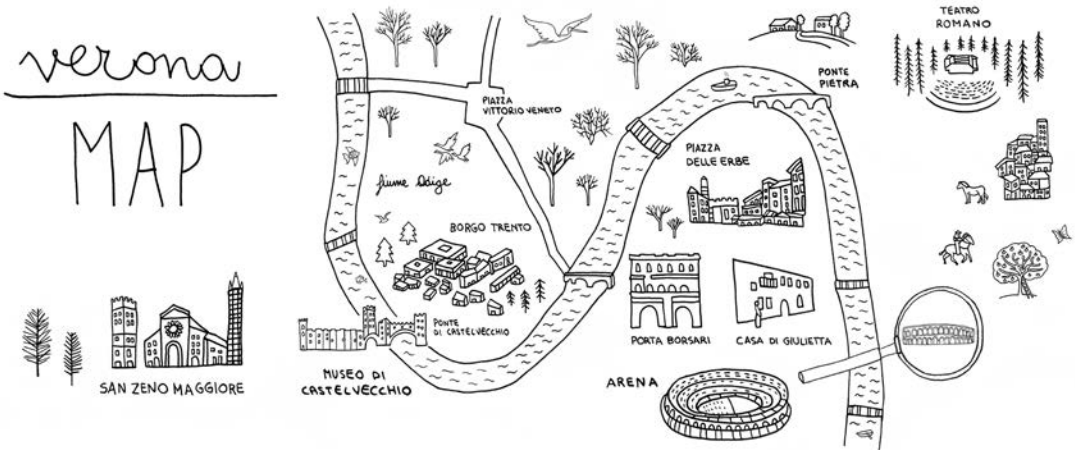 verona
MAP
SAN ZENO MAGGIORE
PIAZZA
VITTORIO VENETO
fiume Adige
BORGO TRENTO
PONTE
DI CASTELVECCHIO
MUSEO DI
CASTELVECCHIO
PIAZZA
DELLE ERBE
PONTE
PIETRA
TEATRO
ROMANO
PORTA BORSARI
CASA DI GIULIETTA
ARENA